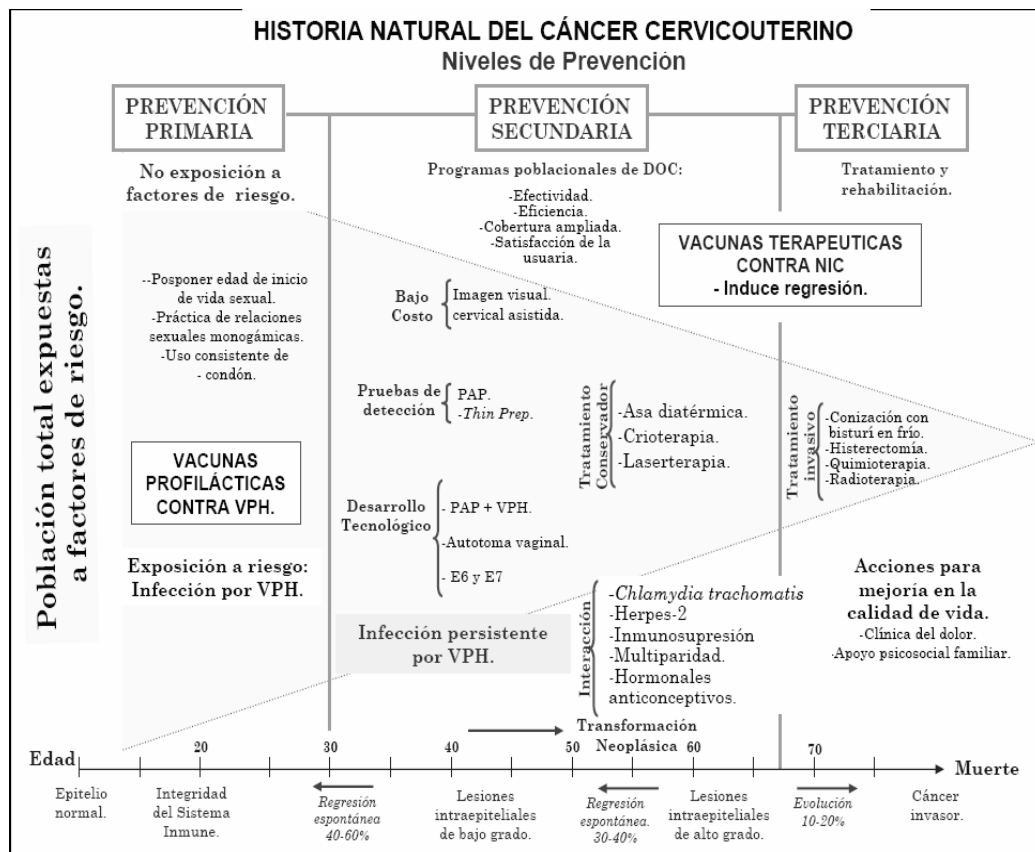 HISTORIA NATURAL DEL CÁNCER CERVICOUTERINO
Niveles de Prevención
PREVENCIÓN
PRIMARIA
PREVENCIÓN
SECUNDARIA
PREVENCIÓN
TERCIARIA
No exposición a
factores de riesgo.
Programas poblacionales de DOC:
-Efectividad.
-Eficiencia.
-Cobertura ampliada.
-Satisfacción de la
usuaria.
Tratamiento y
rehabilitación.
VACUNAS TERAPEUTICAS
CONTRA NIC
- Induce regresión.
Población total expuestas
a factores de riesgo.
--Posponer edad de inicio
de vida sexual.
-Práctica de relaciones
sexuales monogámicas.
-Uso consistente de
- condón.
Bajo
Costo
Imagen visual.
cervical asistida.
Pruebas de
detección
PAP.
-Thin Prep.
Tratamiento
Conservador
-Asa diatérmica.
-Crioterapia.
-Laserterapia.
Tratamiento
invasivo
-Conización con
bisturí en frío.
-Histerectomía.
-Quimioterapia.
-Radioterapia.
VACUNAS
PROFILÁCTICAS
CONTRA VPH.
Desarrollo
Tecnológico
- PAP + VPH.
-Autotoma vaginal.
- E6 y E7
Exposición a riesgo:
Infección por VPH.
Infección persistente
por VPH.
Interacción
-Chlamydia trachomatis
-Herpes-2
-Inmunosupresión
-Multiparidad.
-Hormonales
anticonceptivos.
Acciones para
mejoría en la
calidad de vida.
-Clínica del dolor.
-Apoyo psicosocial familiar.
Transformación
Neoplásica
Edad
20
30
40
50
60
70
Muerte
Epitelio
normal.
Integridad
del Sistema
Inmune.
Regresión
espontánea
40-60%
Lesiones
intraepiteliales
de bajo grado.
Regresión
espontánea.
30-40%
Lesiones
intraepiteliales
de alto grado.
Evolución
10-20%
Cáncer
invasor.